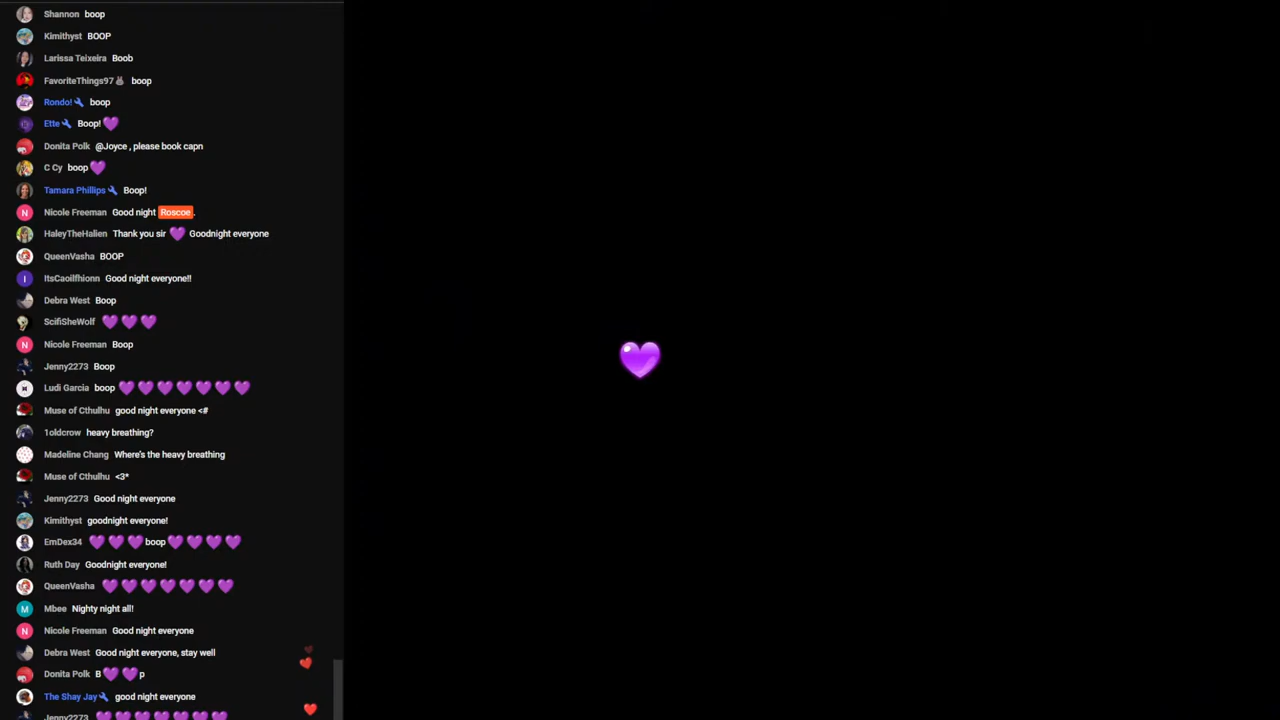 Shannon boop
Kimithyst BOOP
Larissa Teixeira Boob
FavoriteThings97 boop
Rondo! boop
Ette Boop!💜
Donita Polk @Joyce , please book capn
C Cy boop💜
Tamara Phillips Boop!
N Nicole Freeman Good night Roscoe.
HaleyTheHalien Thank you sir 💜 Goodnight everyone
QueenVasha BOOP
I ItsCaoilfhionn Good night everyone!!
Debra West Boop
ScifiSheWolf 💜💜💜
N Nicole Freeman Boop
Jenny2273 Boop
Ludi Garcia boop 💜💜💜💜💜💜💜
Muse of Cthulhu good night everyone <#
1oldcrow heavy breathing?
Madeline Chang Where's the heavy breathing
Muse of Cthulhu <3*
Jenny2273 Good night everyone
Kimithyst goodnight everyone!
EmDex34 💜💜💜boop💜💜💜💜
Ruth Day Goodnight everyone!
QueenVasha 💜💜💜💜💜💜💜
M Mbee Nighty night all!
N Nicole Freeman Good night everyone
Debra West Good night everyone, stay well
Donita Polk B💜💜p
The Shay Jay good night everyone
Jenny2273 💜💜💜💜💜💜💜